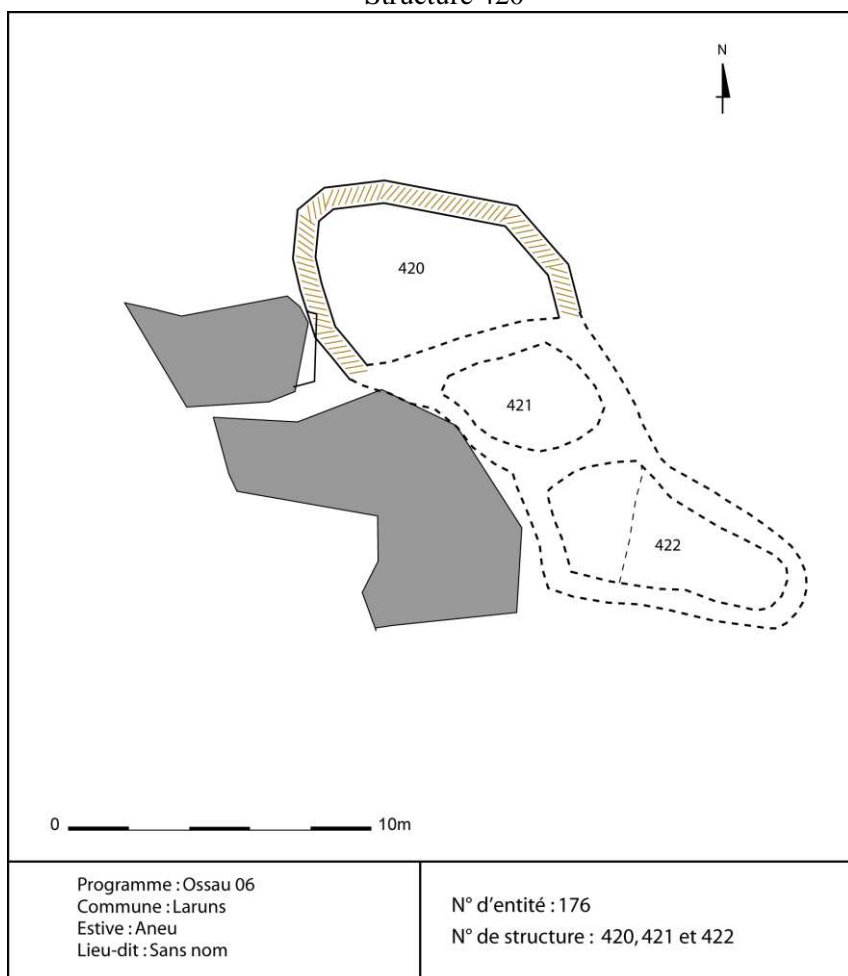 Structure 420
N
420
421
422
0 10m
Programme : Ossau 06
Commune : Laruns
Estive : Aneu
Lieu-dit : Sans nom
N° d'entité : 176
N° de structure : 420, 421 et 422